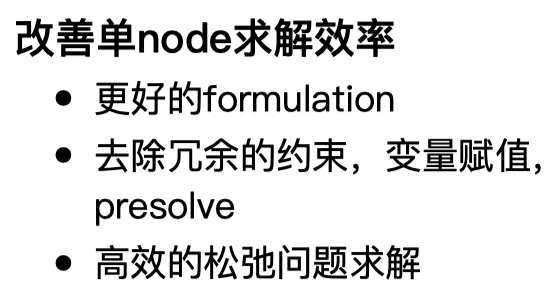 改善单node求解效率
更好的formulation
去除冗余的约束，变量赋值，
presolve
高效的松弛问题求解